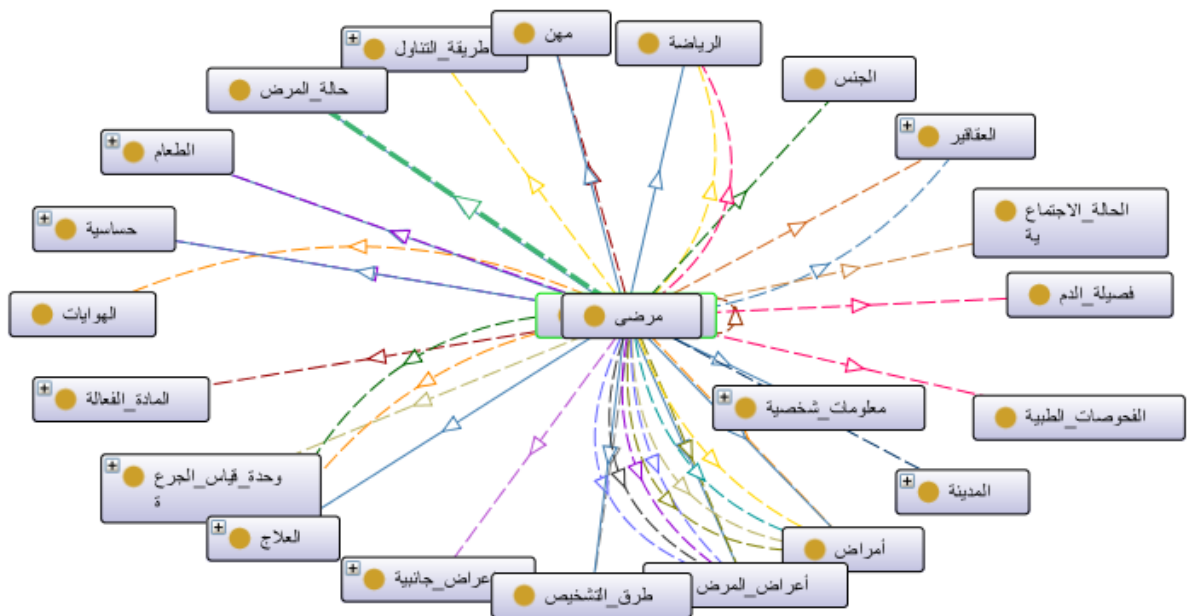 مهن
الرياضة
طريقة_التناول
الجنس
حالة_المرض
العقاقير
الطعام
الحالة_الاجتماع
ية
حساسية
فصيلة_الدم
الهوايات
مرضى
المادة_الفعالة
معلومات_شخصية
الفحوصات_الطبية
وحدة_قياس_الجرع
ة
المدينة
العلاج
أمراض
عراض_جانبية
طرق_التشخيص
أعراض_المرض